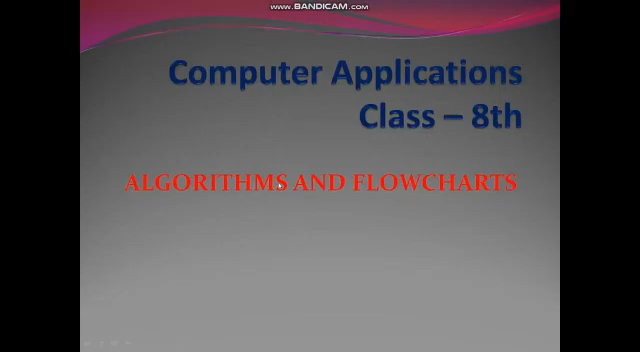 www.BANDICAM.com
Computer Applications
Class – 8th
ALGORITHMS AND FLOWCHARTS